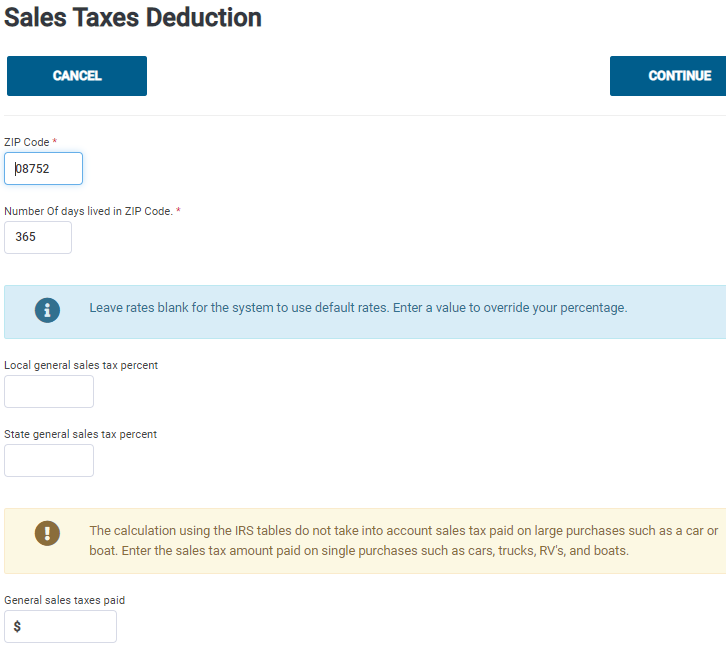 Sales Taxes Deduction
CANCEL
CONTINUE
ZIP Code *
08752
Number Of days lived in ZIP Code. *
365
Leave rates blank for the system to use default rates. Enter a value to override your percentage.
Local general sales tax percent
State general sales tax percent
The calculation using the IRS tables do not take into account sales tax paid on large purchases such as a car or
boat. Enter the sales tax amount paid on single purchases such as cars, trucks, RV's, and boats.
General sales taxes paid
$